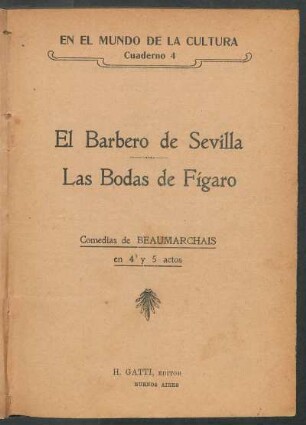 EN EL MUNDO DE LA CULTURA
Cuaderno 4
El Barbero de Sevilla
Las Bodas de Fígaro
Comedias de BEAUMARCHAIS
en 4 y 5 actos
H. GATTI, EDITOR
BUENOS AIRES